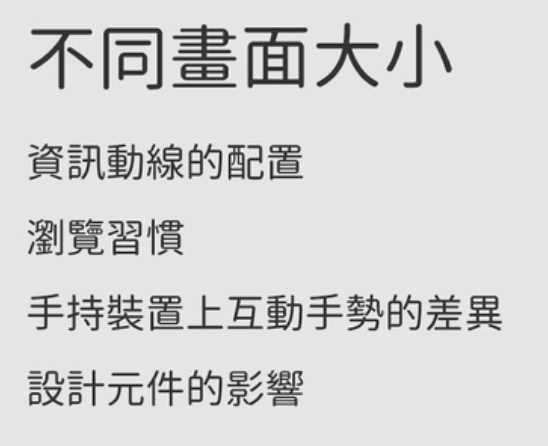 不同畫面大小
資訊動線的配置
瀏覽習慣
手持裝置上互動手勢的差異
設計元件的影響